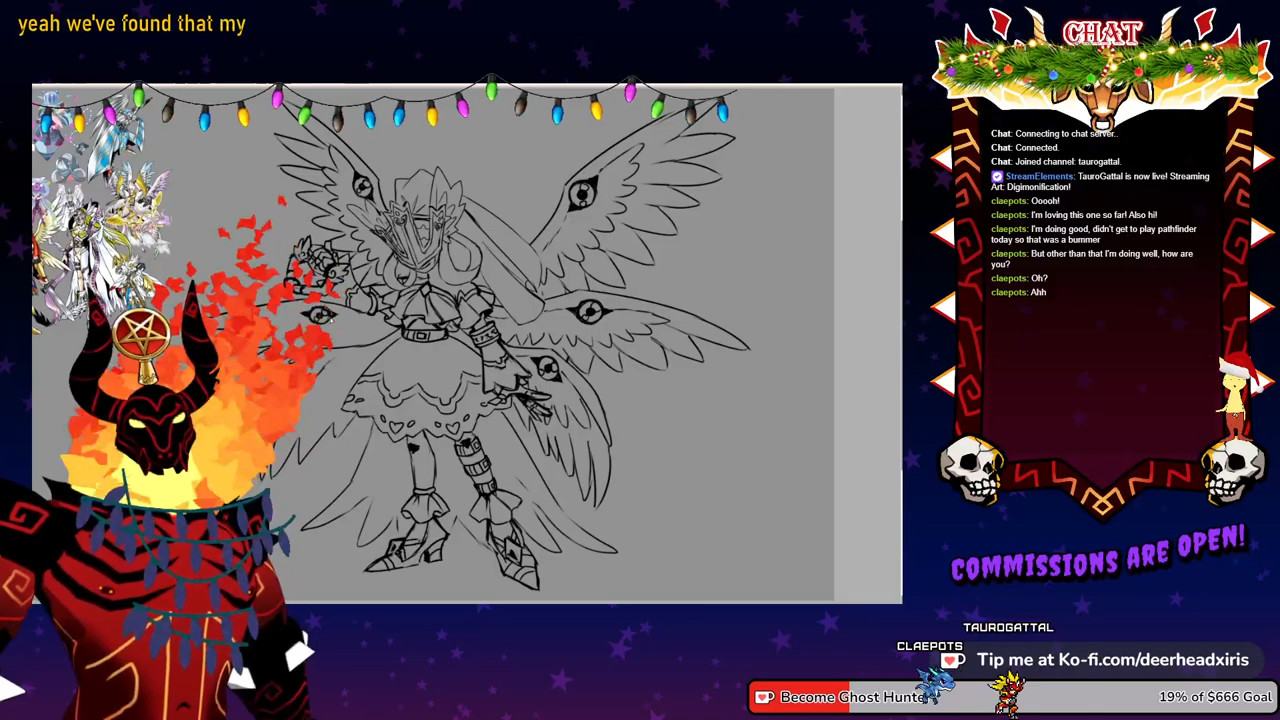 yeah we've found that my
CHAT
Chat: Connecting to chat server..
Chat: Connected.
Chat: Joined channel: taurogattal.
StreamElements: TauroGattal is now live! Streaming
Art: Digimonification!
claepots: Ooooh!
claepots: I'm loving this one so far! Also hi!
claepots: I'm doing good, didn't get to play pathfinder
today so that was a bummer
claepots: But other than that I'm doing well, how are
you?
claepots: Oh?
claepots: Ahh
COMMISSIONS ARE OPEN!
TAUROGATTAL
CLAEPOTS
Tip me at Ko-fi.com/deerheadxiris
Become Ghost Hunte
19% of $666 Goal